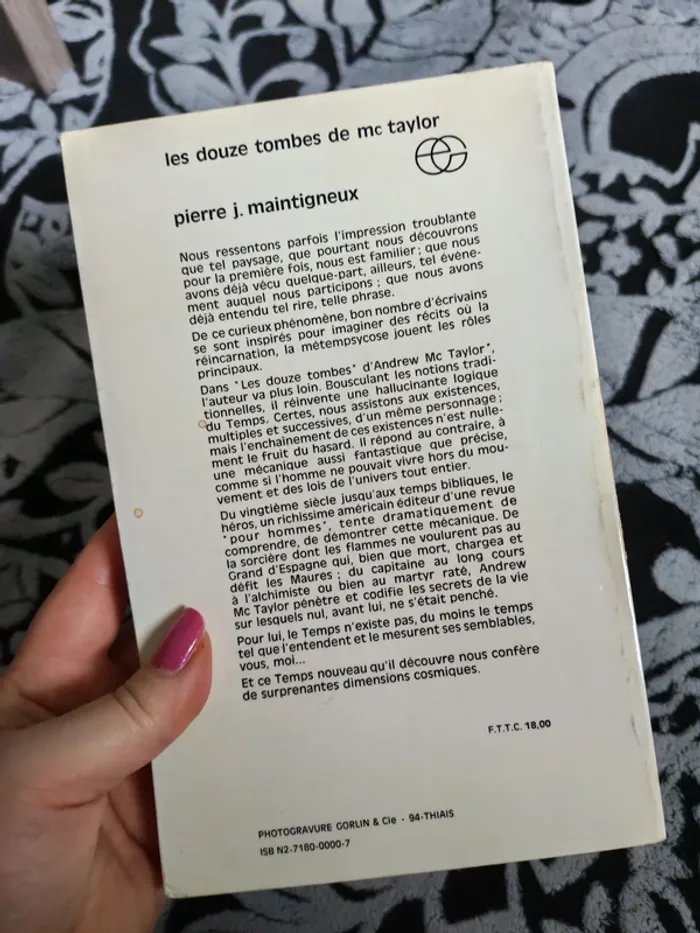 les douze tombes de mc taylor
pierre j. maintigneux
Nous ressentons parfois l'impression troublante
que tel paysage, que pourtant nous découvrons
pour la première fois, nous est familier ; que nous
avons déjà vécu quelque-part, ailleurs, tel événe-
ment auquel nous participons ; que nous avons
déjà entendu tel rire, telle phrase.
De ce curieux phénomène, bon nombre d'écrivains
se sont inspirés pour imaginer des récits où la
réincarnation, la métempsycose jouent les rôles
principaux.
Dans "Les douze tombes" d'Andrew Mc Taylor",
l'auteur va plus loin. Bousculant les notions tradi-
tionnelles, il réinvente une hallucinante logique
du Temps. Certes, nous assistons aux existences,
multiples et successives, d'un même personnage ;
mais l'enchainement de ces existences n'est nulle-
ment le fruit du hasard. Il répond au contraire, à
une mécanique aussi fantastique que précise,
comme si l'homme ne pouvait vivre hors du mou-
vement et des lois de l'univers tout entier.
Du vingtième siècle jusqu'aux temps bibliques, le
héros, un richissime américain éditeur d'une revue
"pour hommes", tente dramatiquement de
comprendre, de démontrer cette mécanique. De
la sorcière dont les flammes ne voulurent pas au
Grand d'Espagne qui, bien que mort, chargea et
défit les Maures ; du capitaine au long cours
à l'alchimiste ou bien au martyr raté, Andrew
Mc Taylor pénètre et codifie les secrets de la vie
sur lesquels nul, avant lui, ne s'était penché.
Pour lui, le Temps n'existe pas, du moins le temps
tel que l'entendent et le mesurent ses semblables,
vous, moi...
Et ce Temps nouveau qu'il découvre nous confère
de surprenantes dimensions cosmiques.
F.T.T.C. 18,00
PHOTOGRAVURE GORLIN & Cie - 94-THIAIS
ISB N2-7180-0000-7